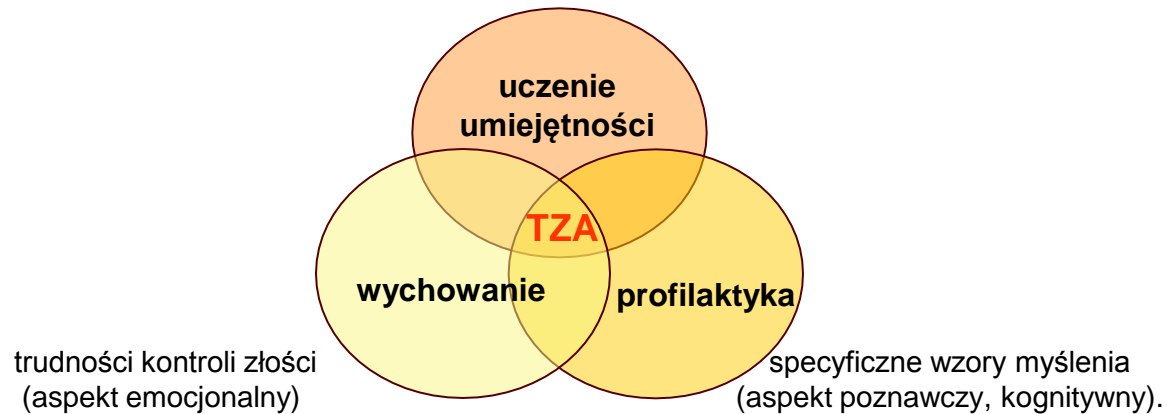 uczenie
umiejętności
TZA
wychowanie
profilaktyka
trudności kontroli złości
(aspekt emocjonalny)
specyficzne wzory myślenia
(aspekt poznawczy, kognitywny).